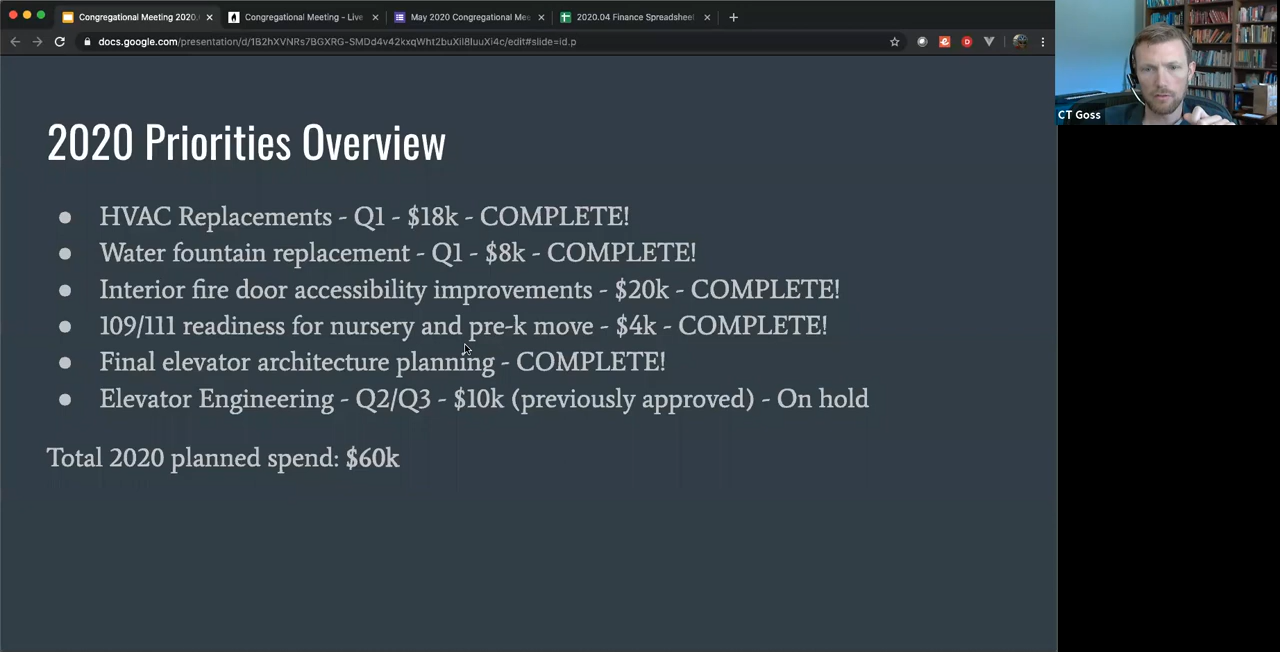 Congregational Meeting 2020.
Congregational Meeting - Live
May 2020 Congregational Mee
2020.04 Finance Spreadsheet
docs.google.com/presentation/d/1B2hXVNRs7BGXRG-SMDd4v42kxqWht2buXil8IuuXi4c/edit#slide=id.p
CT Goss
2020 Priorities Overview
● HVAC Replacements - Q1 - $18k - COMPLETE!
● Water fountain replacement - Q1 - $8k - COMPLETE!
● Interior fire door accessibility improvements - $20k - COMPLETE!
● 109/111 readiness for nursery and pre-k move - $4k - COMPLETE!
● Final elevator architecture planning - COMPLETE!
● Elevator Engineering - Q2/Q3 - $10k (previously approved) - On hold
Total 2020 planned spend: $60k